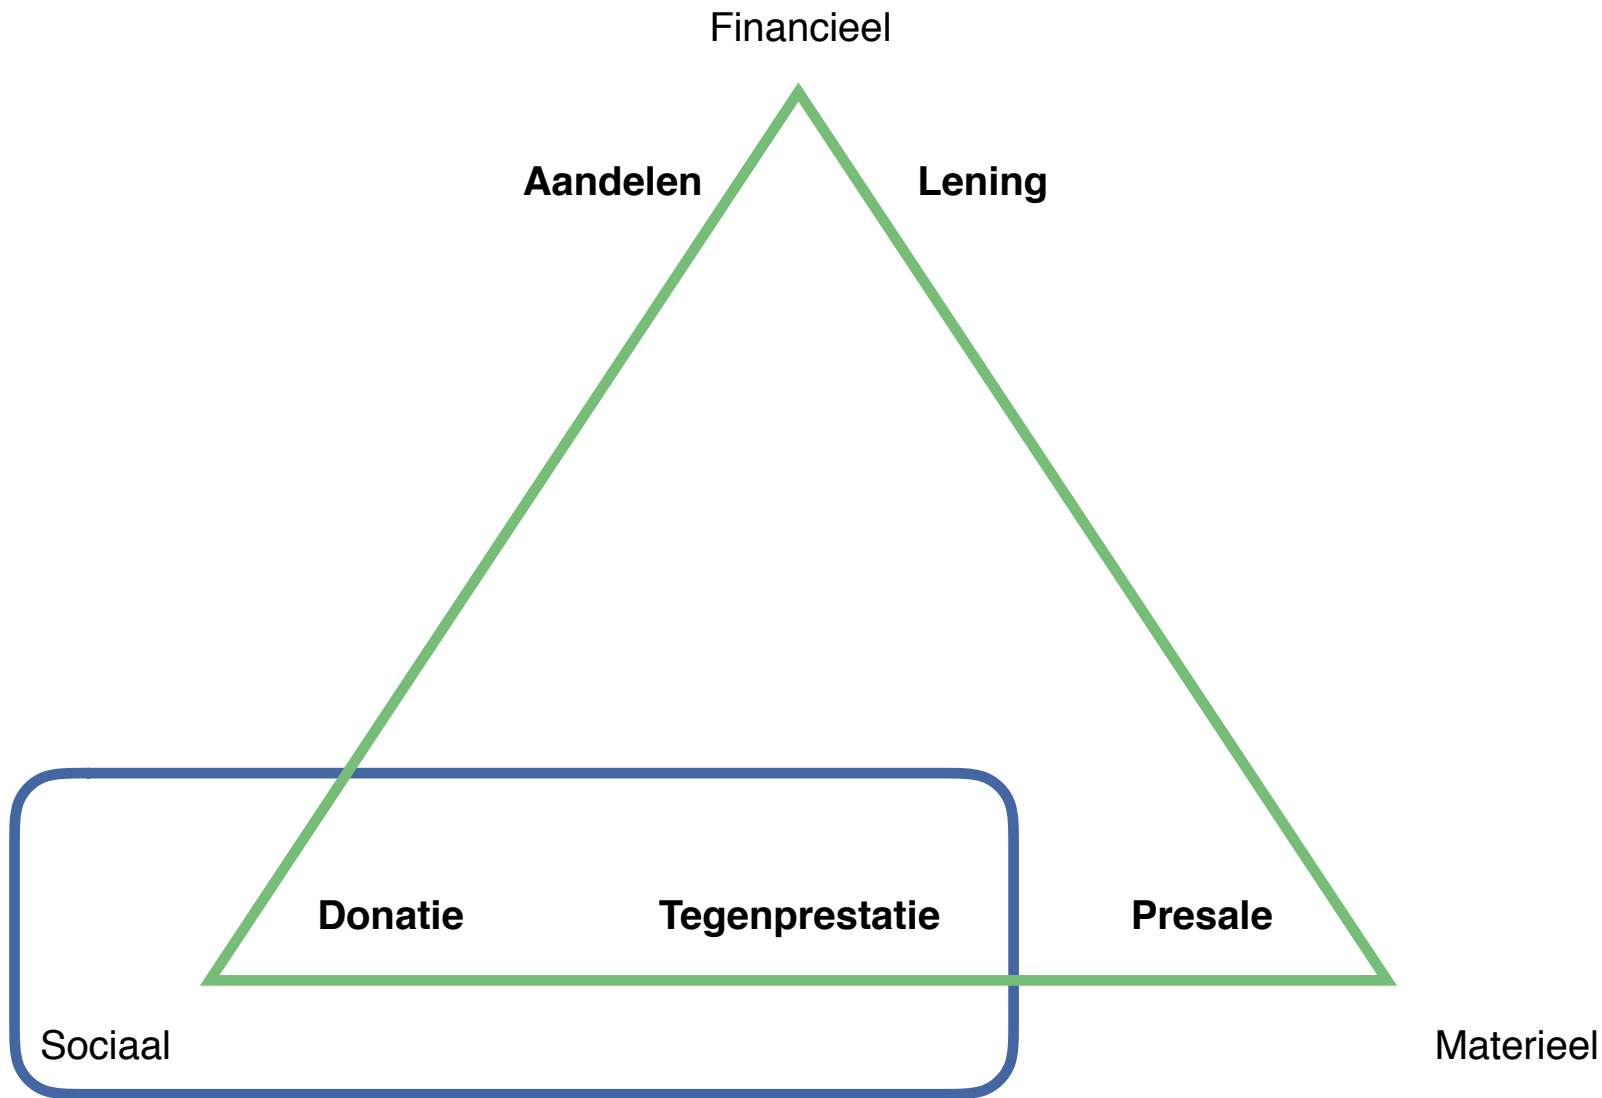 Financieel
Aandelen Lening
Donatie Tegenprestatie Presale
Sociaal Materieel